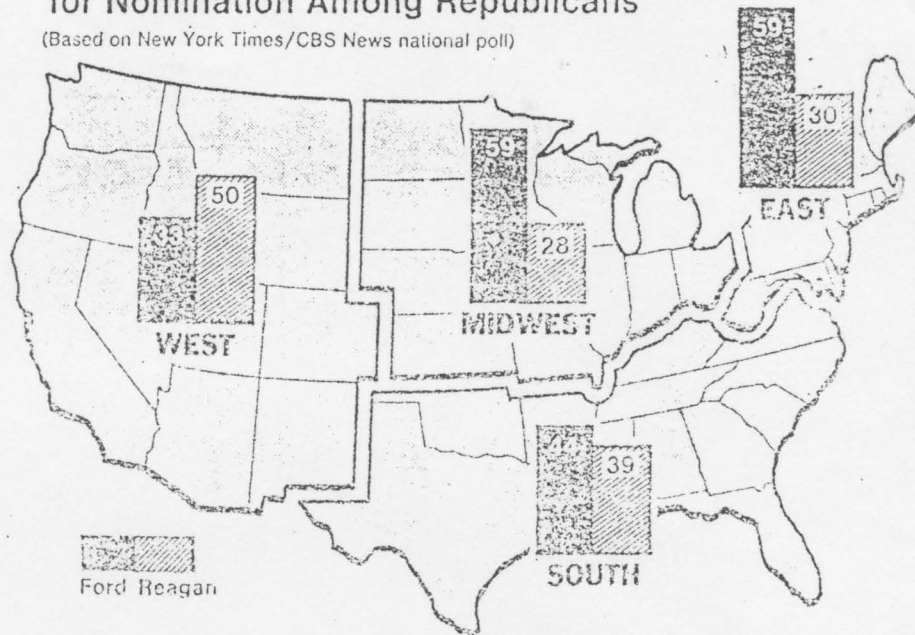 for Nomination Among Republicans
(Based on New York Times/CBS News national poll)
59
30
EAST
59
28
MIDWEST
50
WEST
39
SOUTH
Ford Reagan